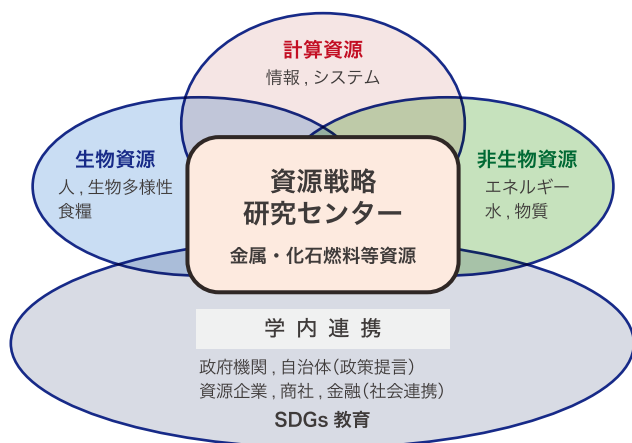 計算資源
情報 , システム
生物資源
人 , 生物多様性
食糧
非生物資源
エネルギー
水 , 物質
資源戦略
研究センター
金属・化石燃料等資源
学内連携
政府機関 , 自治体(政策提言)
資源企業 , 商社 , 金融(社会連携)
SDGs 教育